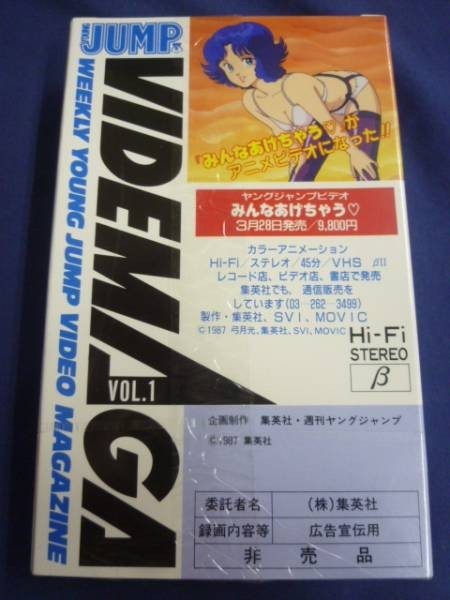 YOUNG JUMP
VIDEMAGA
VOL.1
WEEKLY YOUNG JUMP VIDEO MAGAZINE
『みんなあげちゃう♡』が
アニメビデオになった!!
ヤングジャンプビデオ
みんなあげちゃう♡
3月28日発売/9,800円
カラーアニメーション
Hi-Fi/ステレオ/45分/VHS βII
レコード店、ビデオ店、書店で発売
集英社でも、通信販売を
しています(03-262-3499)
製作・集英社、SVI、MOVIC
©1987 弓月光、集英社、SVI、MOVIC
Hi-Fi
STEREO
β
企画制作 集英社・週刊ヤングジャンプ
©1987 集英社
委託者名 (株)集英社
録画内容等 広告宣伝用
非売品